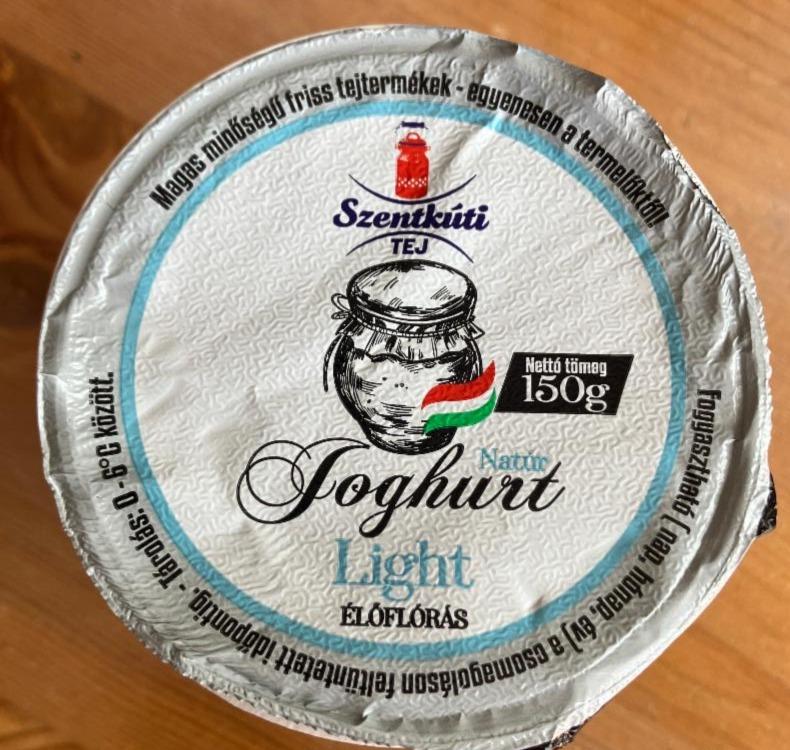 Magas minőségű friss tejtermékek - egyenesen a termelőktől!
Szentkúti
TEJ
Nettó tömeg
150g
Natúr
Joghurt
Light
ÉLŐFLÓRÁS
Fogyasztható (nap, hónap, év) a csomagoláson feltüntetett időpontig. - Tárolás: 0 - 6°C között.